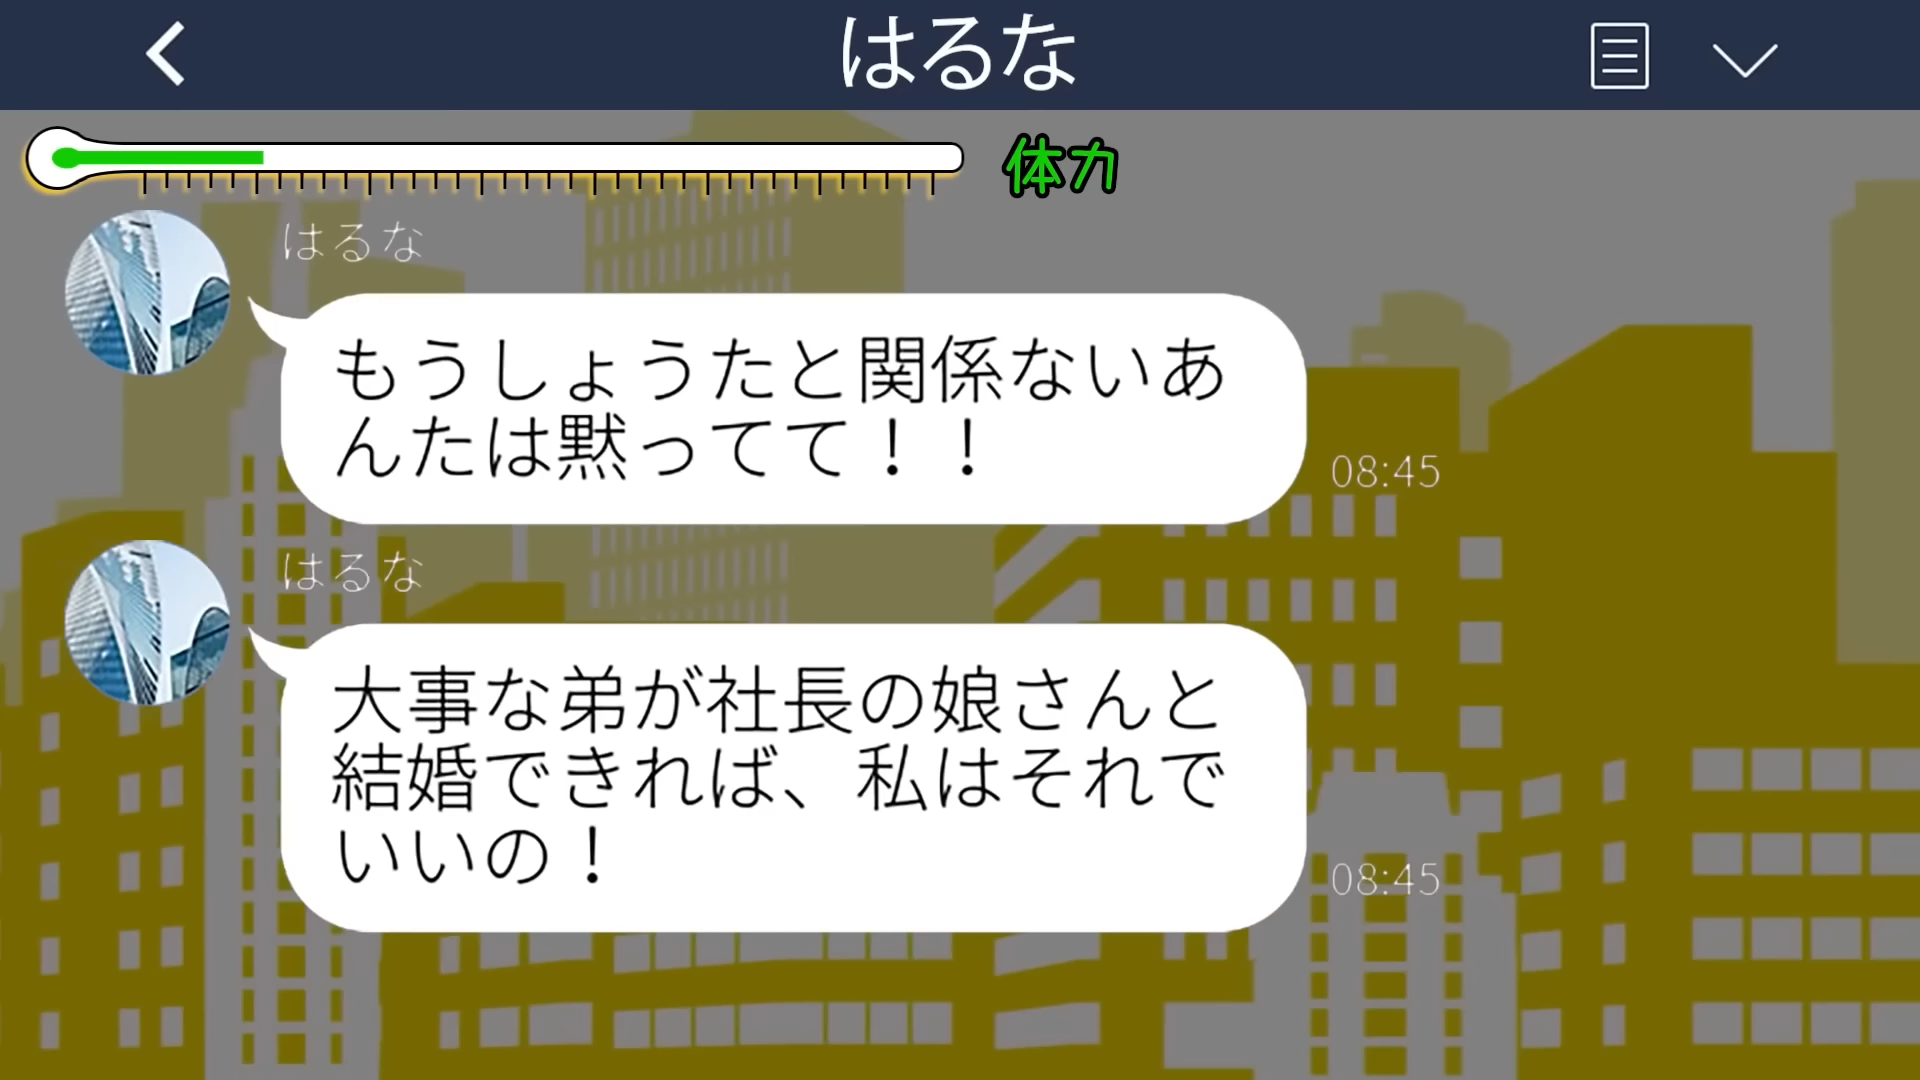 はるな
体力
はるな
もうしょうたと関係ないあ
んたは黙ってて！！
08:45
はるな
大事な弟が社長の娘さんと
結婚できれば、私はそれで
いいの！
08:45